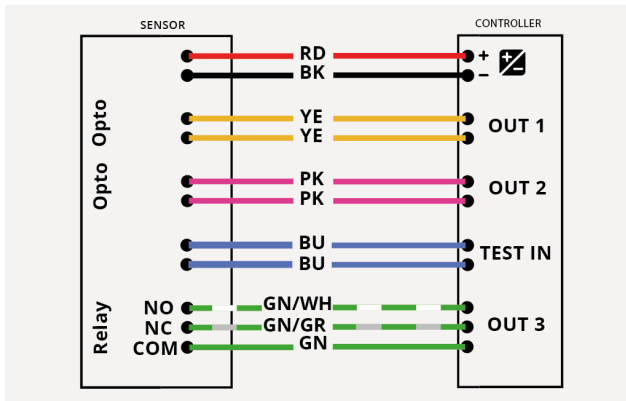 SENSOR
CONTROLLER
RD
+
BK
−
Opto
YE
YE
OUT 1
Opto
PK
PK
OUT 2
BU
BU
TEST IN
Relay
NO
GN/WH
NC
GN/GR
OUT 3
COM
GN